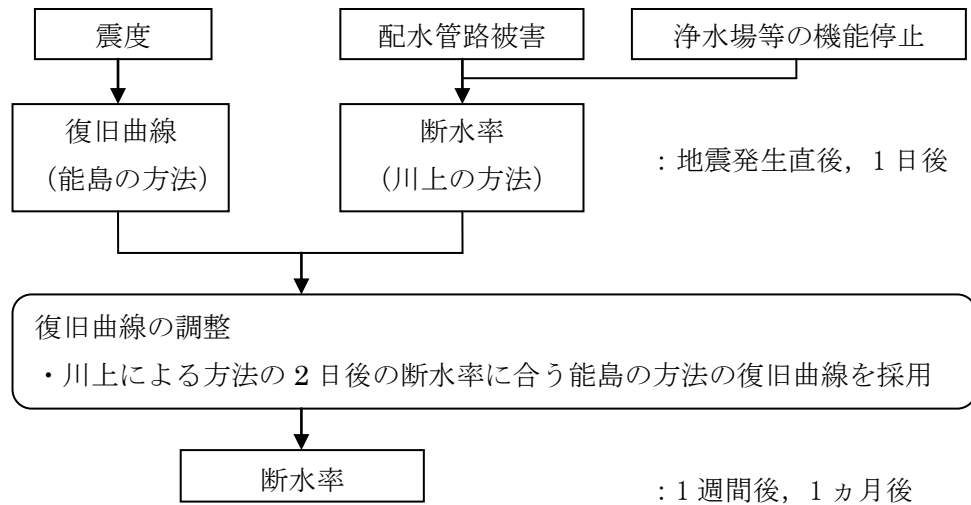 震度
配水管路被害
浄水場等の機能停止
復旧曲線
(能島の方法)
断水率
(川上の方法)
:地震発生直後,1日後
復旧曲線の調整
・川上による方法の2日後の断水率に合う能島の方法の復旧曲線を採用
断水率
:1週間後,1ヵ月後